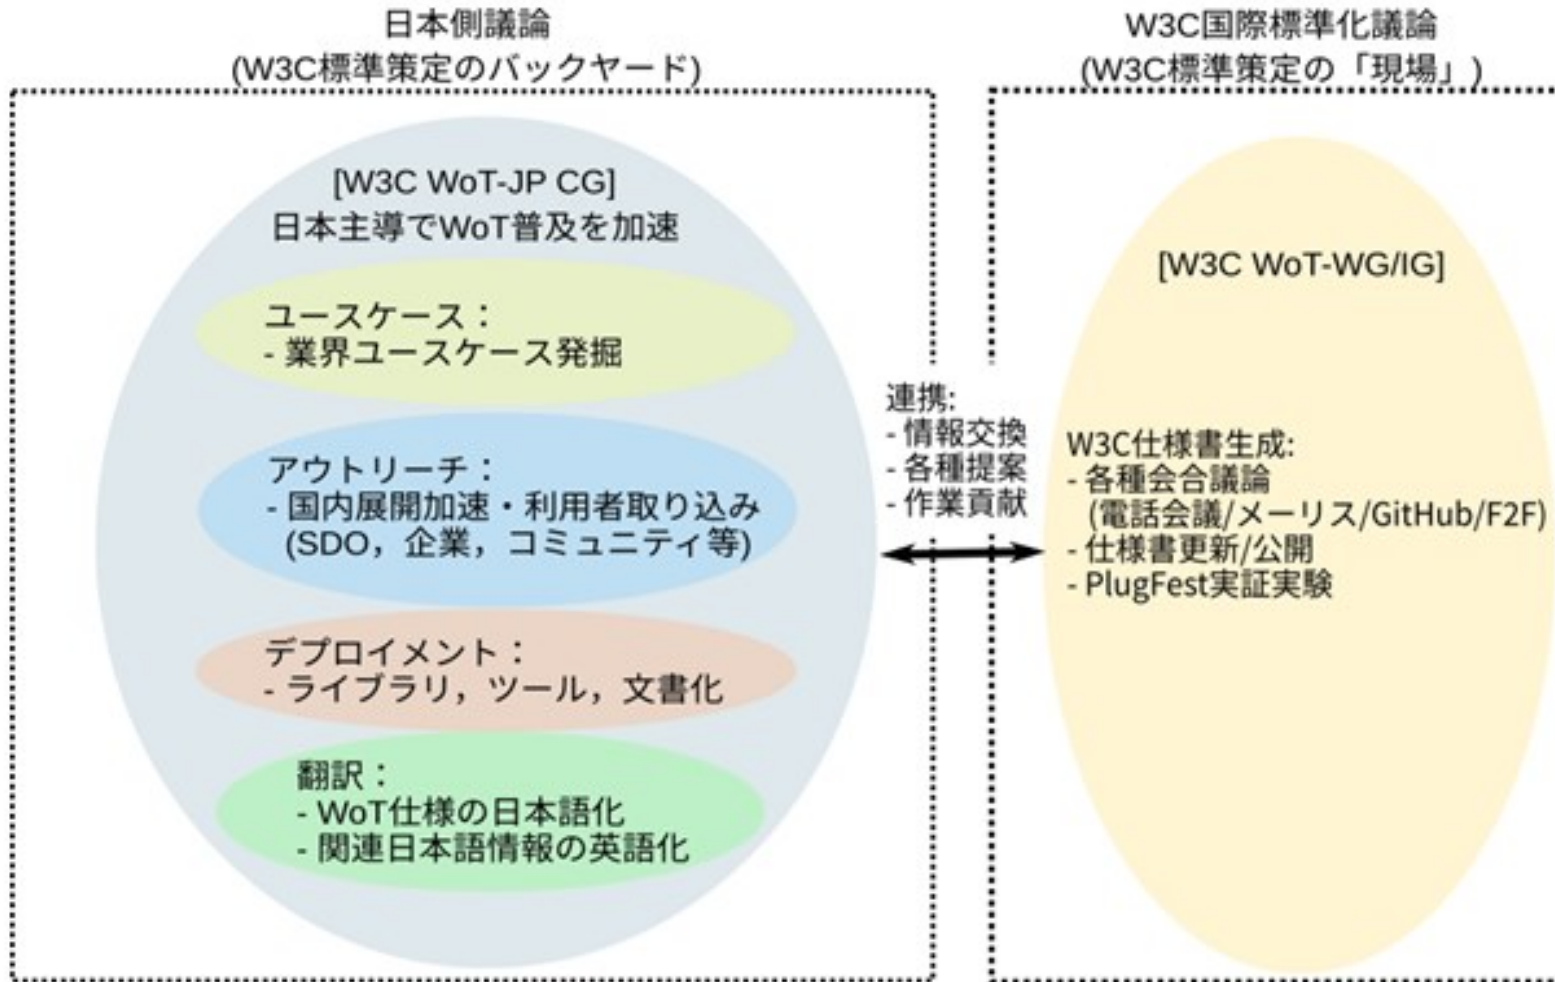 日本側議論
(W3C標準策定のバックヤード)
[W3C WoT-JP CG]
日本主導でWoT普及を加速
ユースケース：
- 業界ユースケース発掘
アウトリーチ：
- 国内展開加速・利用者取り込み
(SDO，企業，コミュニティ等)
デプロイメント：
- ライブラリ，ツール，文書化
翻訳：
- WoT仕様の日本語化
- 関連日本語情報の英語化
連携:
- 情報交換
- 各種提案
- 作業貢献
W3C国際標準化議論
(W3C標準策定の「現場」)
[W3C WoT-WG/IG]
W3C仕様書生成:
- 各種会合議論
(電話会議/メーリス/GitHub/F2F)
- 仕様書更新/公開
- PlugFest実証実験